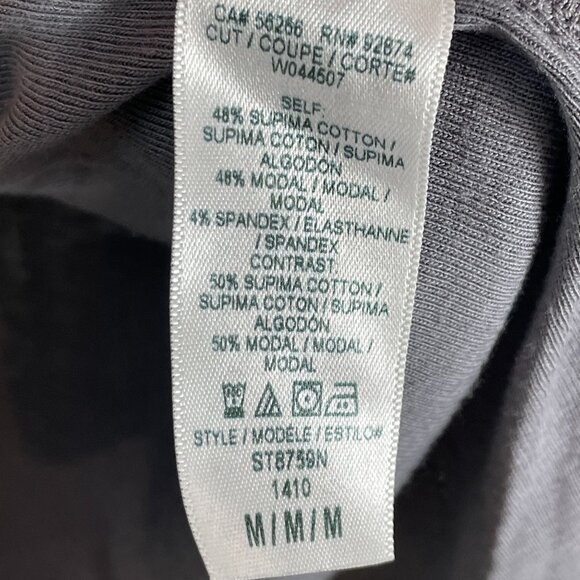 CA# 56266 RN# 92874
CUT / COUPE / CORTE#
W044507
SELF:
48% SUPIMA COTTON /
SUPIMA COTON / SUPIMA
ALGODON
48% MODAL / MODAL /
MODAL
4% SPANDEX / ELASTHANNE
/ SPANDEX
CONTRAST
50% SUPIMA COTTON /
SUPIMA COTON / SUPIMA
ALGODÓN
50% MODAL / MODAL /
MODAL
STYLE / MODÈLE / ESTILO#
ST8759N
1410
M / M / M